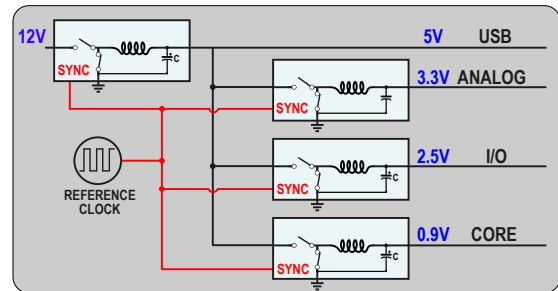 12V
5V USB
C
SYNC
3.3V ANALOG
SYNC
REFERENCE
CLOCK
2.5V I/O
C
SYNC
0.9V CORE
C
SYNC